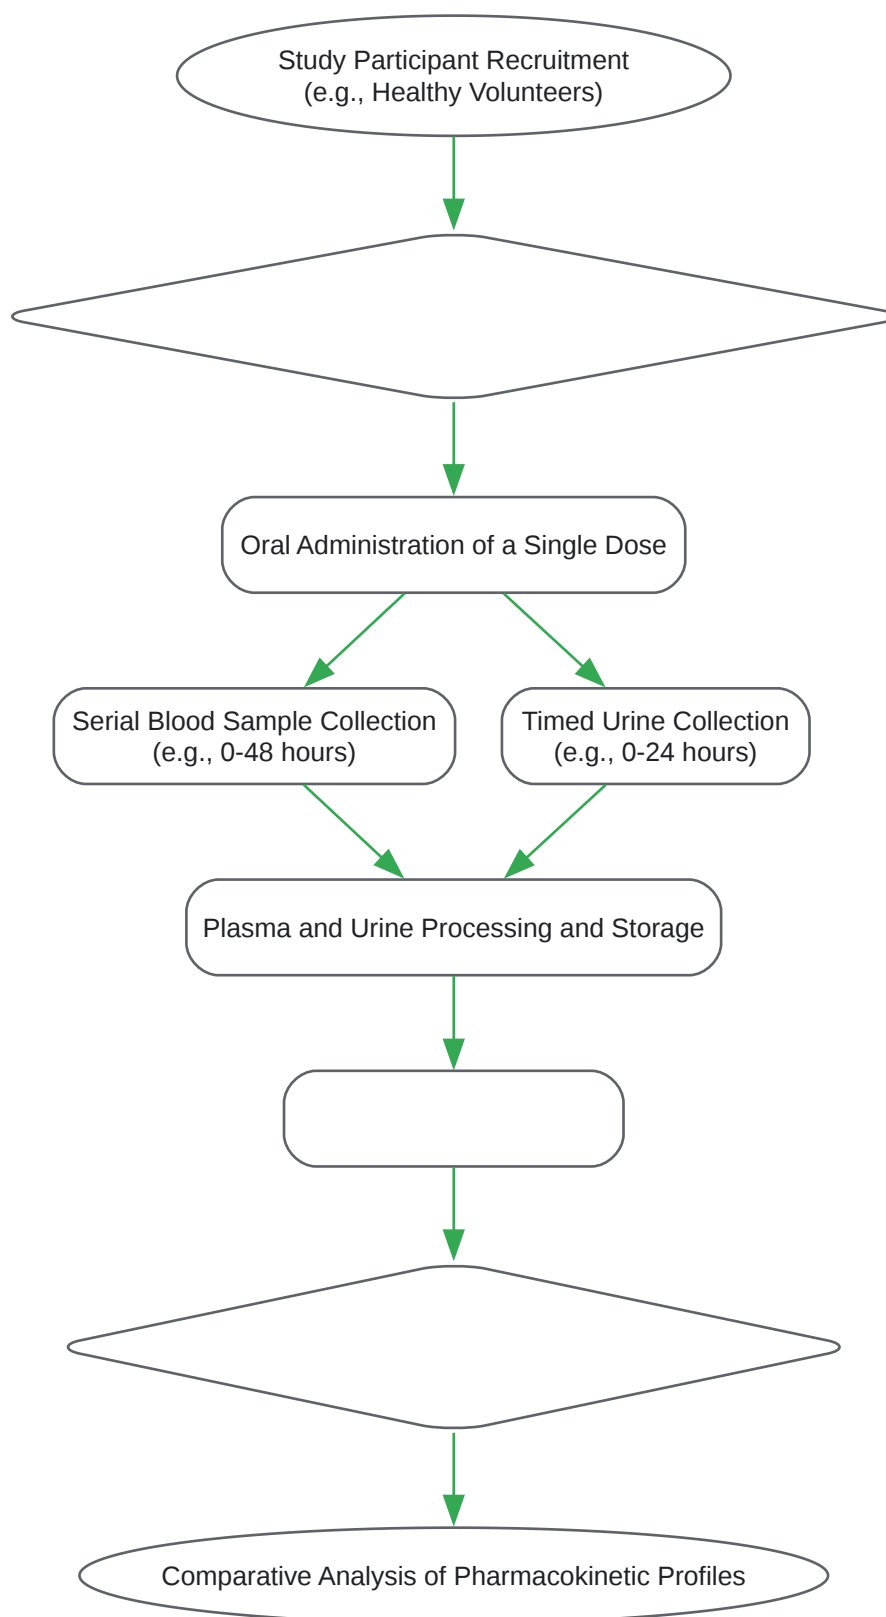 Study Participant Recruitment
(e.g., Healthy Volunteers)
Oral Administration of a Single Dose
Serial Blood Sample Collection
(e.g., 0-48 hours)
Timed Urine Collection
(e.g., 0-24 hours)
Plasma and Urine Processing and Storage
Comparative Analysis of Pharmacokinetic Profiles